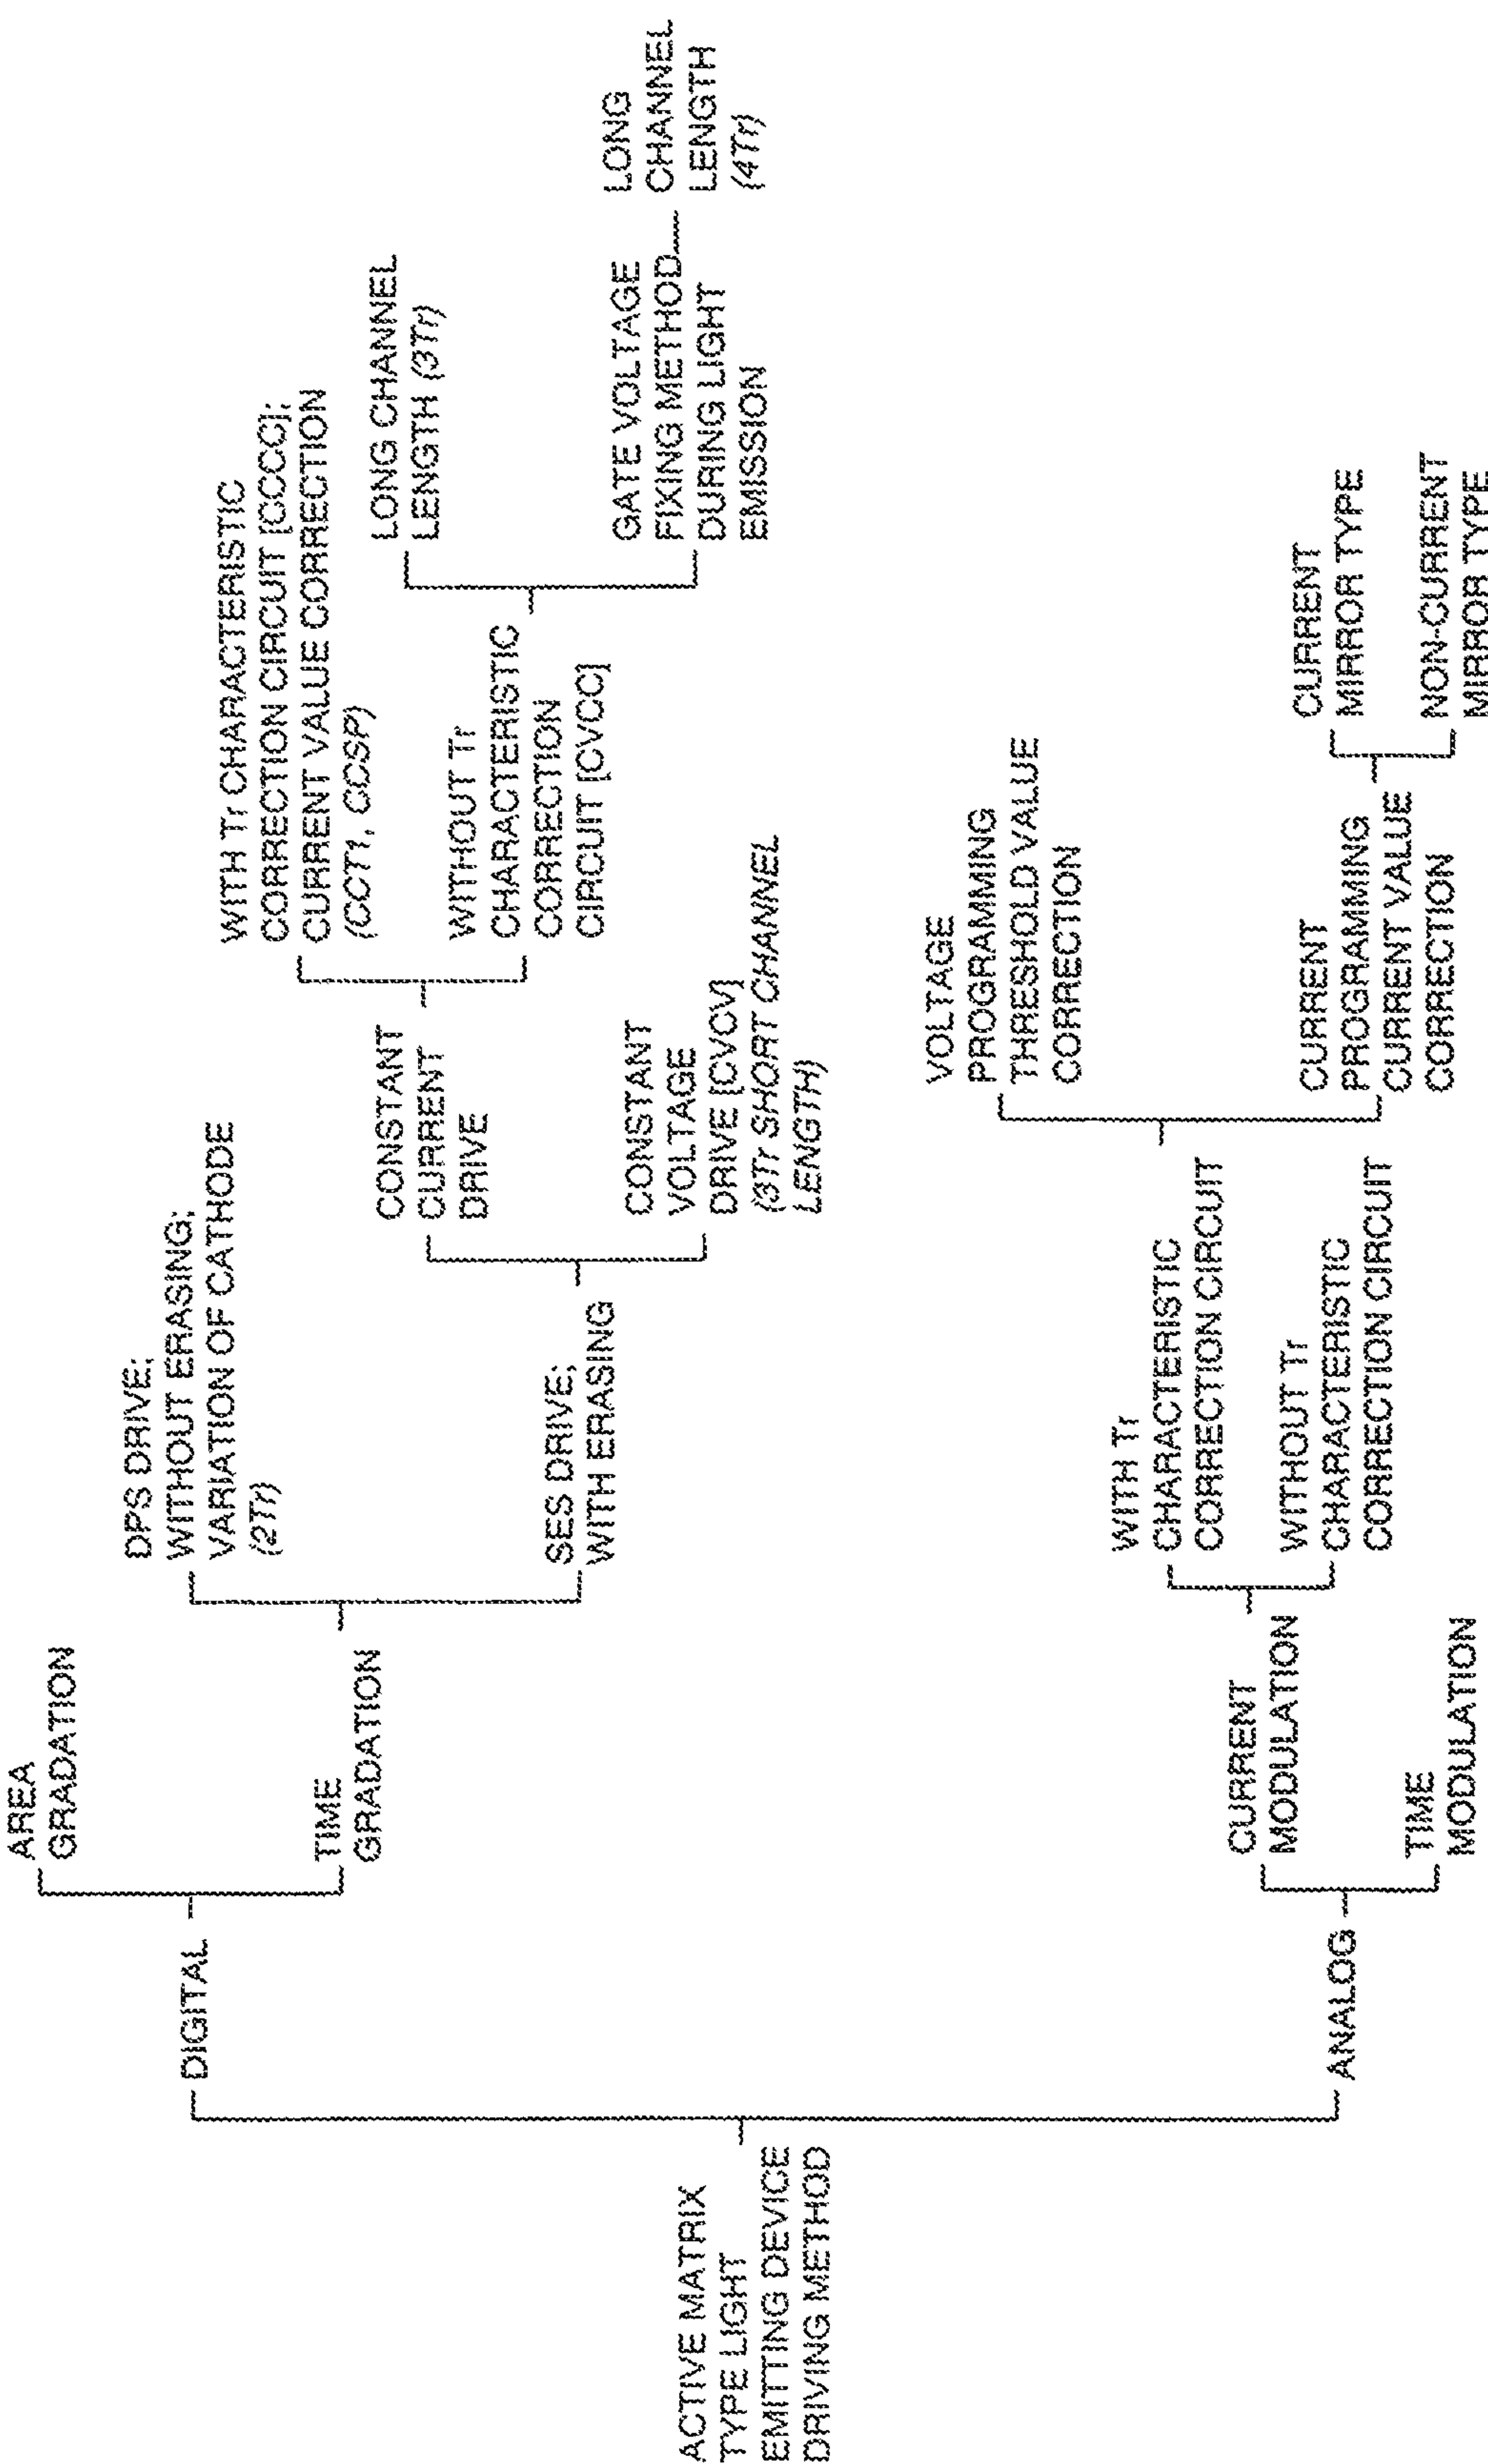 ACTIVE MATRIX
TYPE LIGHT
EMITTING DEVICE
DRIVING METHOD
DIGITAL
AREA
GRADATION
TIME
GRADATION
DPS DRIVE;
WITHOUT ERASING;
VARIATION OF CATHODE
(2Tr)
SES DRIVE;
WITH ERASING
CONSTANT
CURRENT
DRIVE
WITH Tr CHARACTERISTIC
CORRECTION CIRCUIT [CCCC];
CURRENT VALUE CORRECTION
(CCT1, CCSP)
WITHOUT Tr
CHARACTERISTIC
CORRECTION
CIRCUIT [CVCC]
LONG CHANNEL
LENGTH (3Tr)
GATE VOLTAGE
FIXING METHOD
DURING LIGHT
EMISSION
LONG
CHANNEL
LENGTH
(4Tr)
CONSTANT
VOLTAGE
DRIVE [CVCV]
(3Tr SHORT CHANNEL
LENGTH)
ANALOG
CURRENT
MODULATION
WITH Tr
CHARACTERISTIC
CORRECTION CIRCUIT
VOLTAGE
PROGRAMMING
THRESHOLD VALUE
CORRECTION
CURRENT
PROGRAMMING
CURRENT VALUE
CORRECTION
CURRENT
MIRROR TYPE
NON-CURRENT
MIRROR TYPE
WITHOUT Tr
CHARACTERISTIC
CORRECTION CIRCUIT
TIME
MODULATION